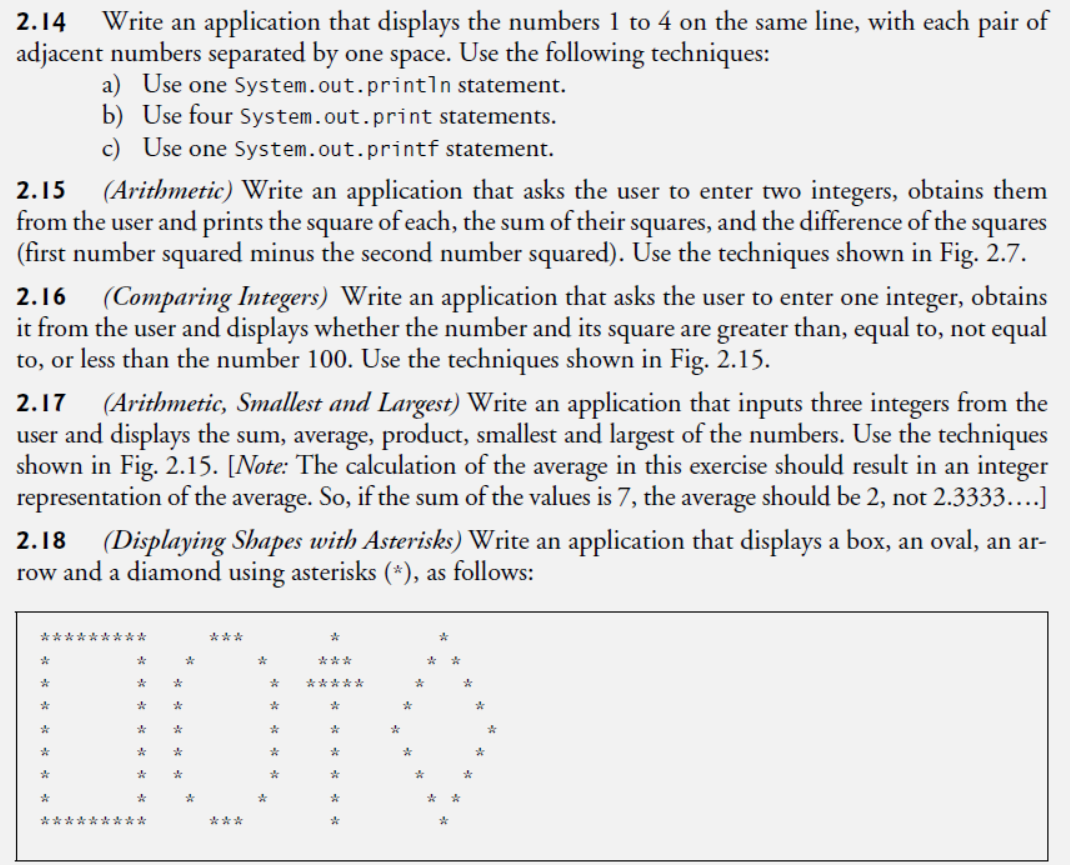 2.14 Write an application that displays the numbers 1 to 4 on the same line, with each pair of
adjacent numbers separated by one space. Use the following techniques:
a) Use one System.out.println statement.
b) Use four System.out.print statements.
c) Use one System.out.printf statement.
2.15 (Arithmetic) Write an application that asks the user to enter two integers, obtains them
from the user and prints the square of each, the sum of their squares, and the difference of the squares
(first number squared minus the second number squared). Use the techniques shown in Fig. 2.7.
2.16 (Comparing Integers) Write an application that asks the user to enter one integer, obtains
it from the user and displays whether the number and its square are greater than, equal to, not equal
to, or less than the number 100. Use the techniques shown in Fig. 2.15.
2.17 (Arithmetic, Smallest and Largest) Write an application that inputs three integers from the
user and displays the sum, average, product, smallest and largest of the numbers. Use the techniques
shown in Fig. 2.15. [Note: The calculation of the average in this exercise should result in an integer
representation of the average. So, if the sum of the values is 7, the average should be 2, not 2.3333….]
2.18 (Displaying Shapes with Asterisks) Write an application that displays a box, an oval, an ar-
row and a diamond using asterisks (*), as follows:
*********     ***       *        *
*       *   *     *    ***      * *
*       *  *       *  *****    *   *
*       *  *       *    *     *     *
*       *  *       *    *    *       *
*       *  *       *    *     *     *
*       *  *       *    *      *   *
*       *   *     *     *       * *
*********     ***       *        *